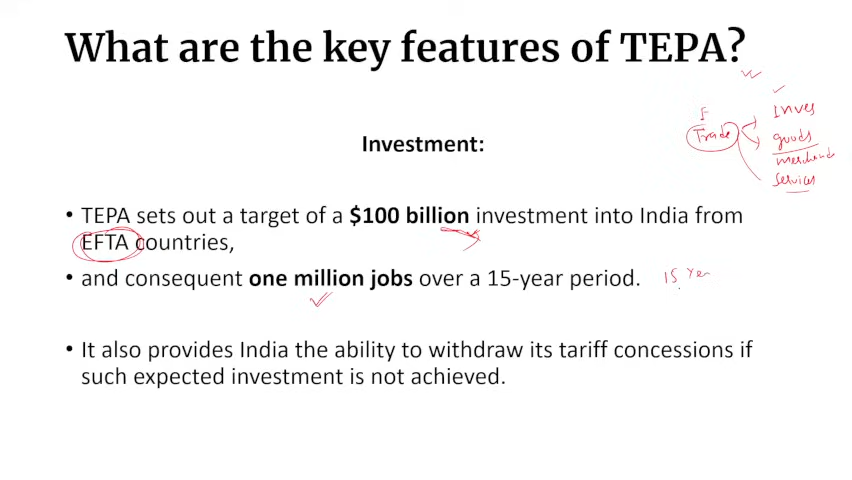 What are the key features of TEPA?
Inves
F
Trade
goods
merchands
services
Investment:
• TEPA sets out a target of a $100 billion investment into India from
EFTA countries,
• and consequent one million jobs over a 15-year period. 15 Yer
• It also provides India the ability to withdraw its tariff concessions if
such expected investment is not achieved.